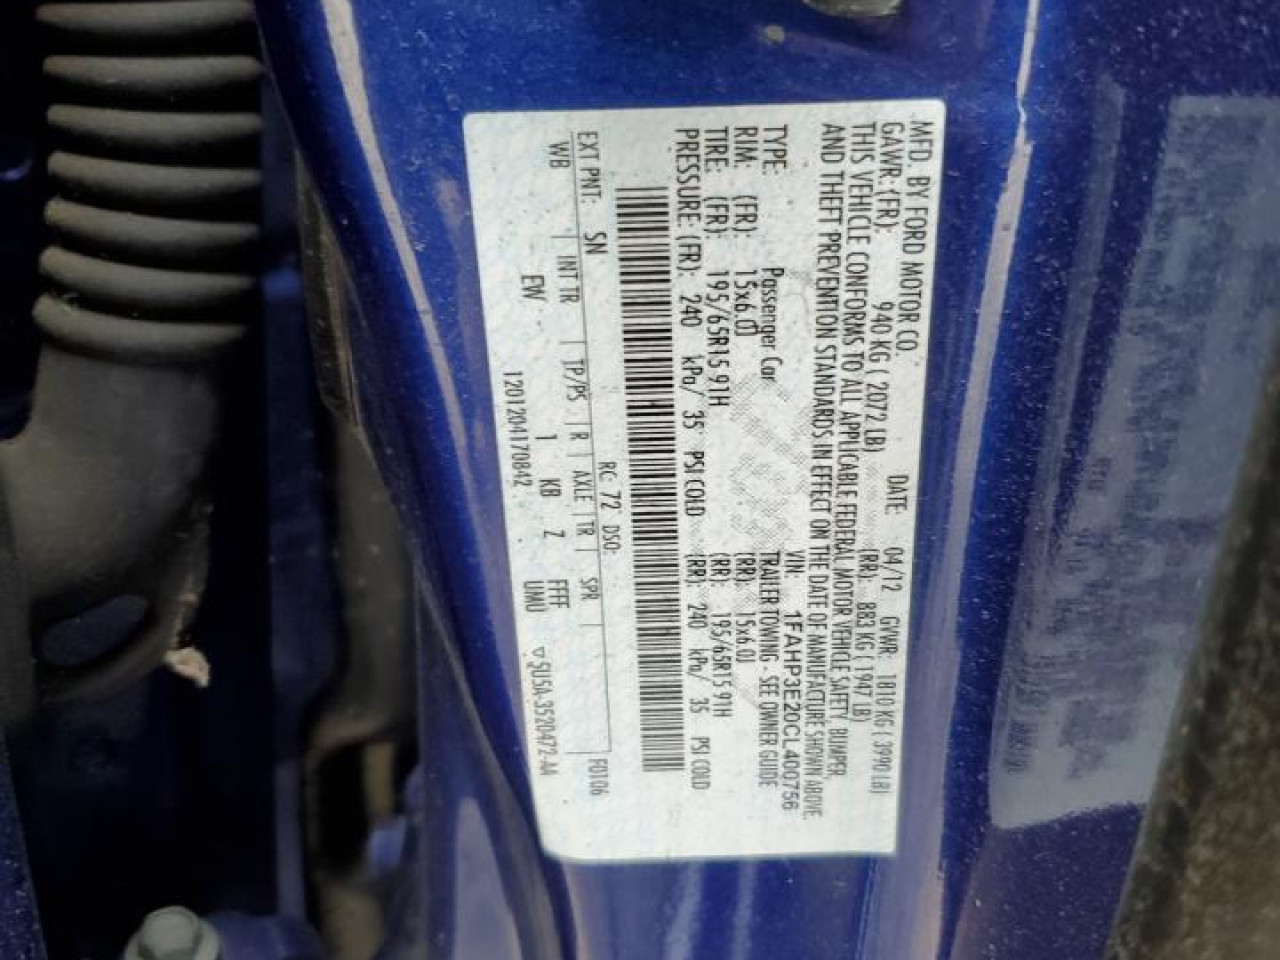 MFD. BY FORD MOTOR CO.
DATE: 04/12 GVWR: 1810 KG ( 3990 LB)
GAWR: (FR): 940 KG ( 2072 LB) (RR): 883 KG ( 1947 LB)
THIS VEHICLE CONFORMS TO ALL APPLICABLE FEDERAL MOTOR VEHICLE SAFETY, BUMPER,
AND THEFT PREVENTION STANDARDS IN EFFECT ON THE DATE OF MANUFACTURE SHOWN ABOVE.
VIN: 1FAHP3E20CL400756
TYPE: Passenger Car TRAILER TOWING - SEE OWNER GUIDE
RIM: (FR): 15x6.0J (RR): 15x6.0J
TIRE: (FR): 195/65R15 91H (RR): 195/65R15 91H
PRESSURE: (FR): 240 kPa/ 35 PSI COLD (RR): 240 kPa/ 35 PSI COLD
EXT PNT: SN RC: 72 DSO: F0106
WB | INT TR | TP/PS | R | AXLE | TR | SPR |
EW 1 KB Z FFFF
UMU
1201204170842 ▽5U5A-3520472-AA